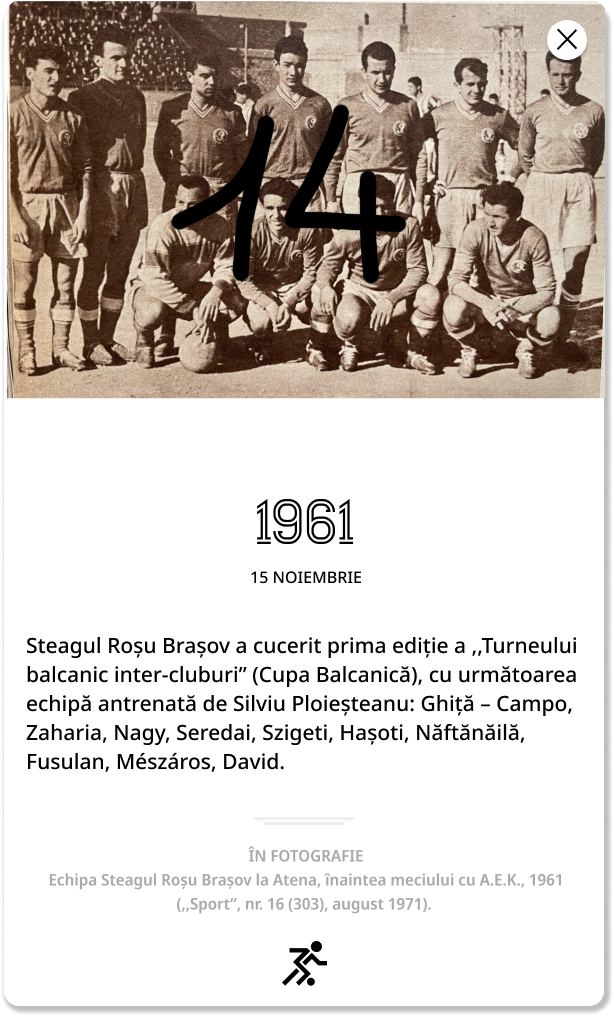 14
1961
15 NOIEMBRIE
Steagul Roșu Brașov a cucerit prima ediție a ,,Turneului
balcanic inter-cluburi” (Cupa Balcanică), cu următoarea
echipă antrenată de Silviu Ploieșteanu: Ghiță – Campo,
Zaharia, Nagy, Seredai, Szigeti, Hașoti, Năftănăilă,
Fusulan, Mészáros, David.
ÎN FOTOGRAFIE
Echipa Steagul Roșu Brașov la Atena, înaintea meciului cu A.E.K., 1961
(,,Sport”, nr. 16 (303), august 1971).